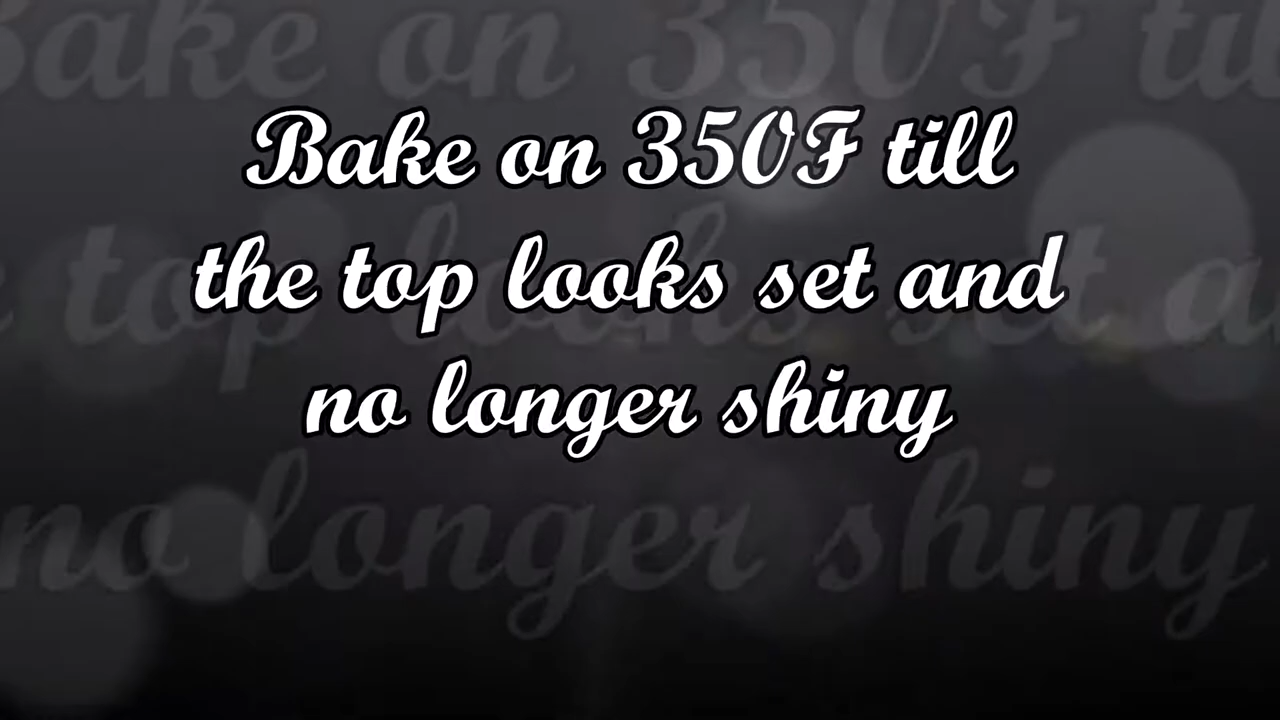 Bake on 350F till
the top looks set and
no longer shiny